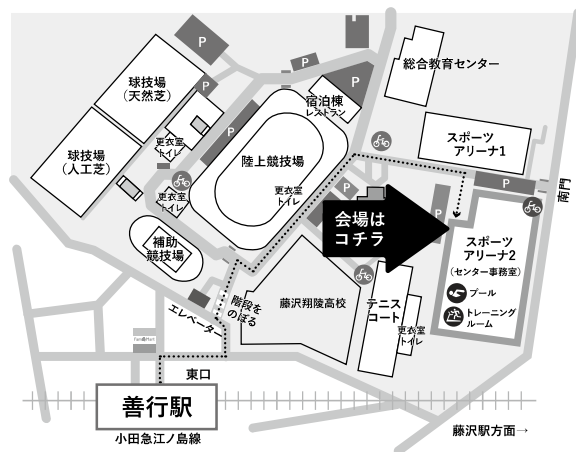 P
P
P
P
P
P
P
P
総合教育センター
球技場
(天然芝)
宿泊棟
レストラン
スポーツ
アリーナ1
球技場
(人工芝)
更衣室
トイレ
陸上競技場
更衣室
トイレ
更衣室
トイレ
南門
会場は
コチラ
補助
競技場
スポーツ
アリーナ2
(センター事務室)
プール
トレーニング
ルーム
階段を
のぼる
エレベーター
藤沢翔陵高校
テニス
コート
更衣室
トイレ
FamilyMart
東口
善行駅
小田急江ノ島線
藤沢駅方面→